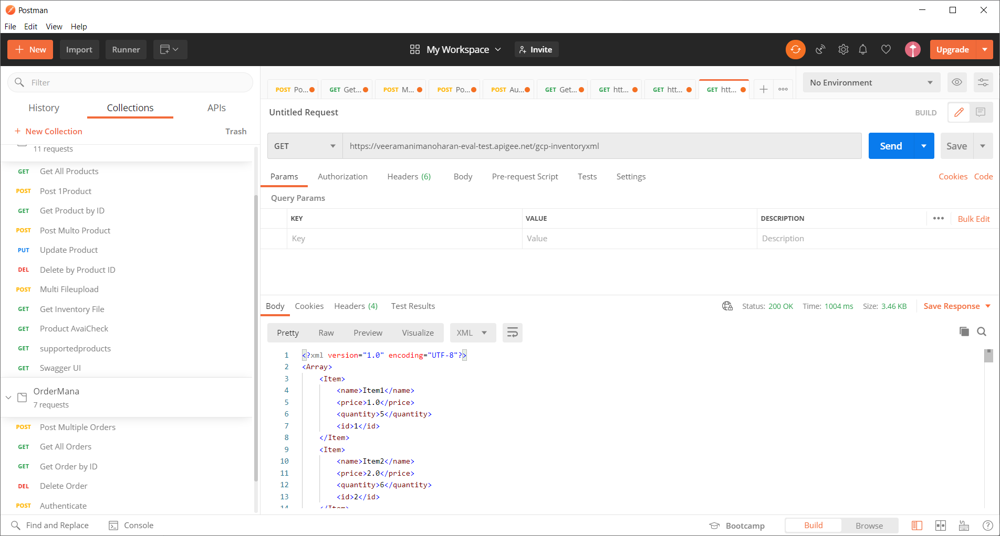 Postman
File Edit View Help
New Import Runner My Workspace Invite Upgrade
Filter
History Collections APIs
+ New Collection Trash
11 requests
GET Get All Products
POST Post 1Product
GET Get Product by ID
POST Post Multo Product
PUT Update Product
DEL Delete by Product ID
POST Multi Fileupload
GET Get Inventory File
GET Product AvaiCheck
GET supportedproducts
GET Swagger UI
OrderMana
7 requests
POST Post Multiple Orders
GET Get All Orders
GET Get Order by ID
DEL Delete Order
POST Authenticate
POST Po... GET Get... POST M... POST Po... POST Au... GET Get... GET htt... GET htt... GET htt... No Environment
Untitled Request BUILD
GET https://veeramanimanoharan-eval-test.apigee.net/gcp-inventoryxml Send Save
Params Authorization Headers (6) Body Pre-request Script Tests Settings Cookies Code
Query Params
KEY VALUE DESCRIPTION Bulk Edit
Key Value Description
Body Cookies Headers (4) Test Results Status: 200 OK Time: 1004 ms Size: 3.46 KB Save Response
Pretty Raw Preview Visualize XML
1 <?xml version="1.0" encoding="UTF-8"?>
2 <Array>
3 <Item>
4 <name>Item1</name>
5 <price>1.0</price>
6 <quantity>5</quantity>
7 <id>1</id>
8 </Item>
9 <Item>
10 <name>Item2</name>
11 <price>2.0</price>
12 <quantity>6</quantity>
13 <id>2</id>
14 </Item>
Find and Replace Console Bootcamp Build Browse